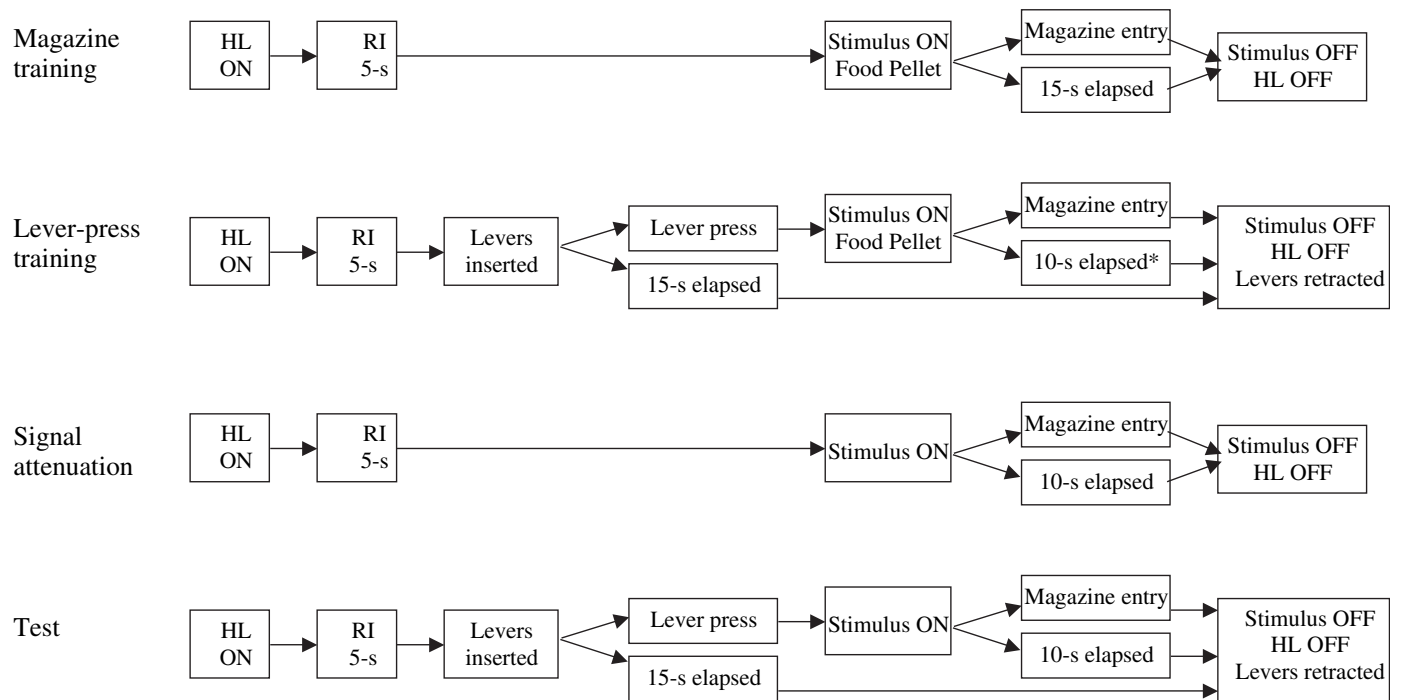 Magazine
training
HL
ON
RI
5-s
Stimulus ON
Food Pellet
Magazine entry
15-s elapsed
Stimulus OFF
HL OFF
Lever-press
training
HL
ON
RI
5-s
Levers
inserted
Lever press
15-s elapsed
Stimulus ON
Food Pellet
Magazine entry
10-s elapsed*
Stimulus OFF
HL OFF
Levers retracted
Signal
attenuation
HL
ON
RI
5-s
Stimulus ON
Magazine entry
10-s elapsed
Stimulus OFF
HL OFF
Test
HL
ON
RI
5-s
Levers
inserted
Lever press
15-s elapsed
Stimulus ON
Magazine entry
10-s elapsed
Stimulus OFF
HL OFF
Levers retracted